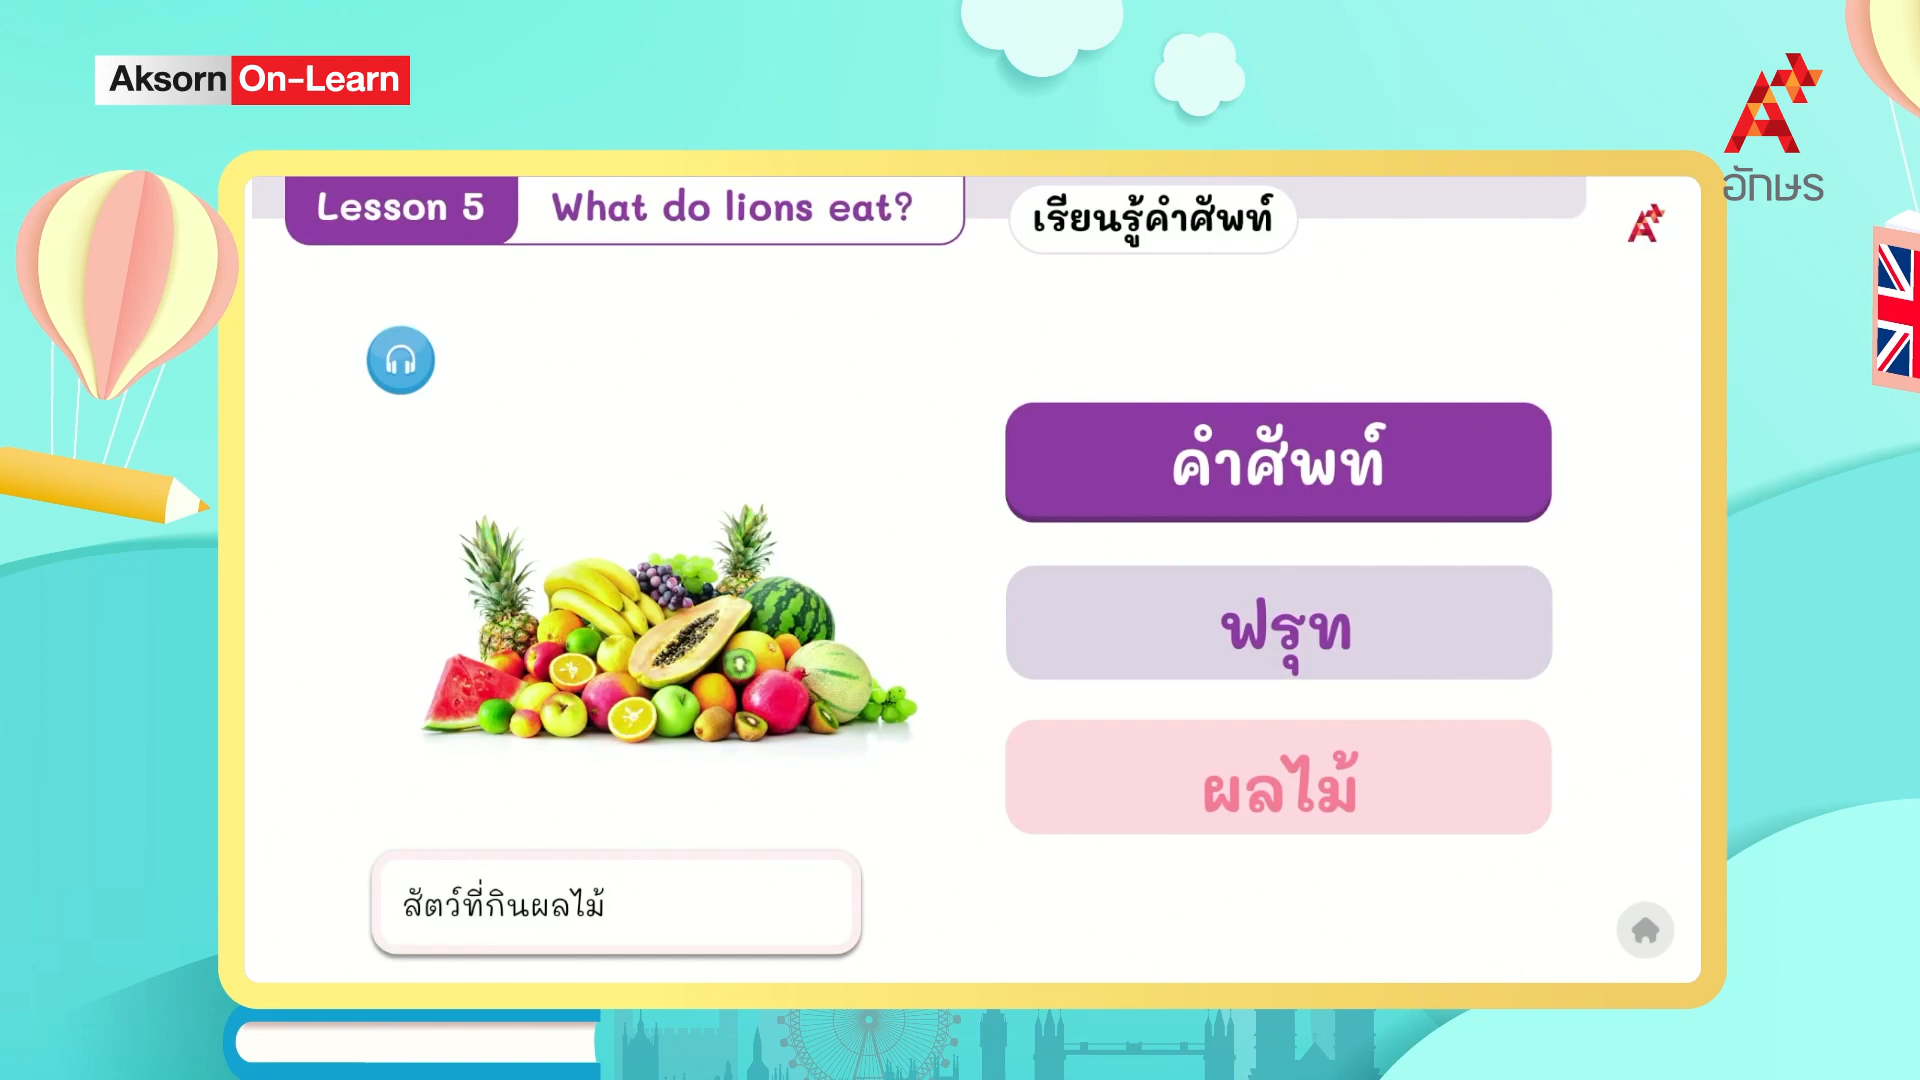 Aksorn On-Learn
อักษร
Lesson 5 What do lions eat? เรียนรู้คำศัพท์
คำศัพท์
ฟรุท
ผลไม้
สัตว์ที่กินผลไม้